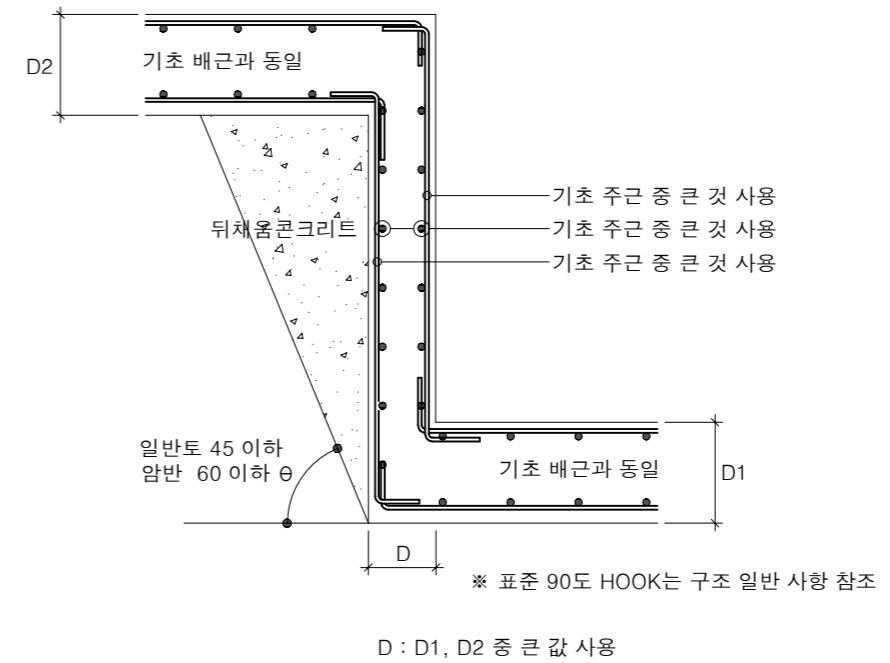 D2
기초 배근과 동일
기초 주근 중 큰 것 사용
뒤채움콘크리트
기초 주근 중 큰 것 사용
기초 주근 중 큰 것 사용
일반토 45 이하
암반 60 이하 θ
기초 배근과 동일
D1
D
※ 표준 90도 HOOK는 구조 일반 사항 참조
D : D1, D2 중 큰 값 사용